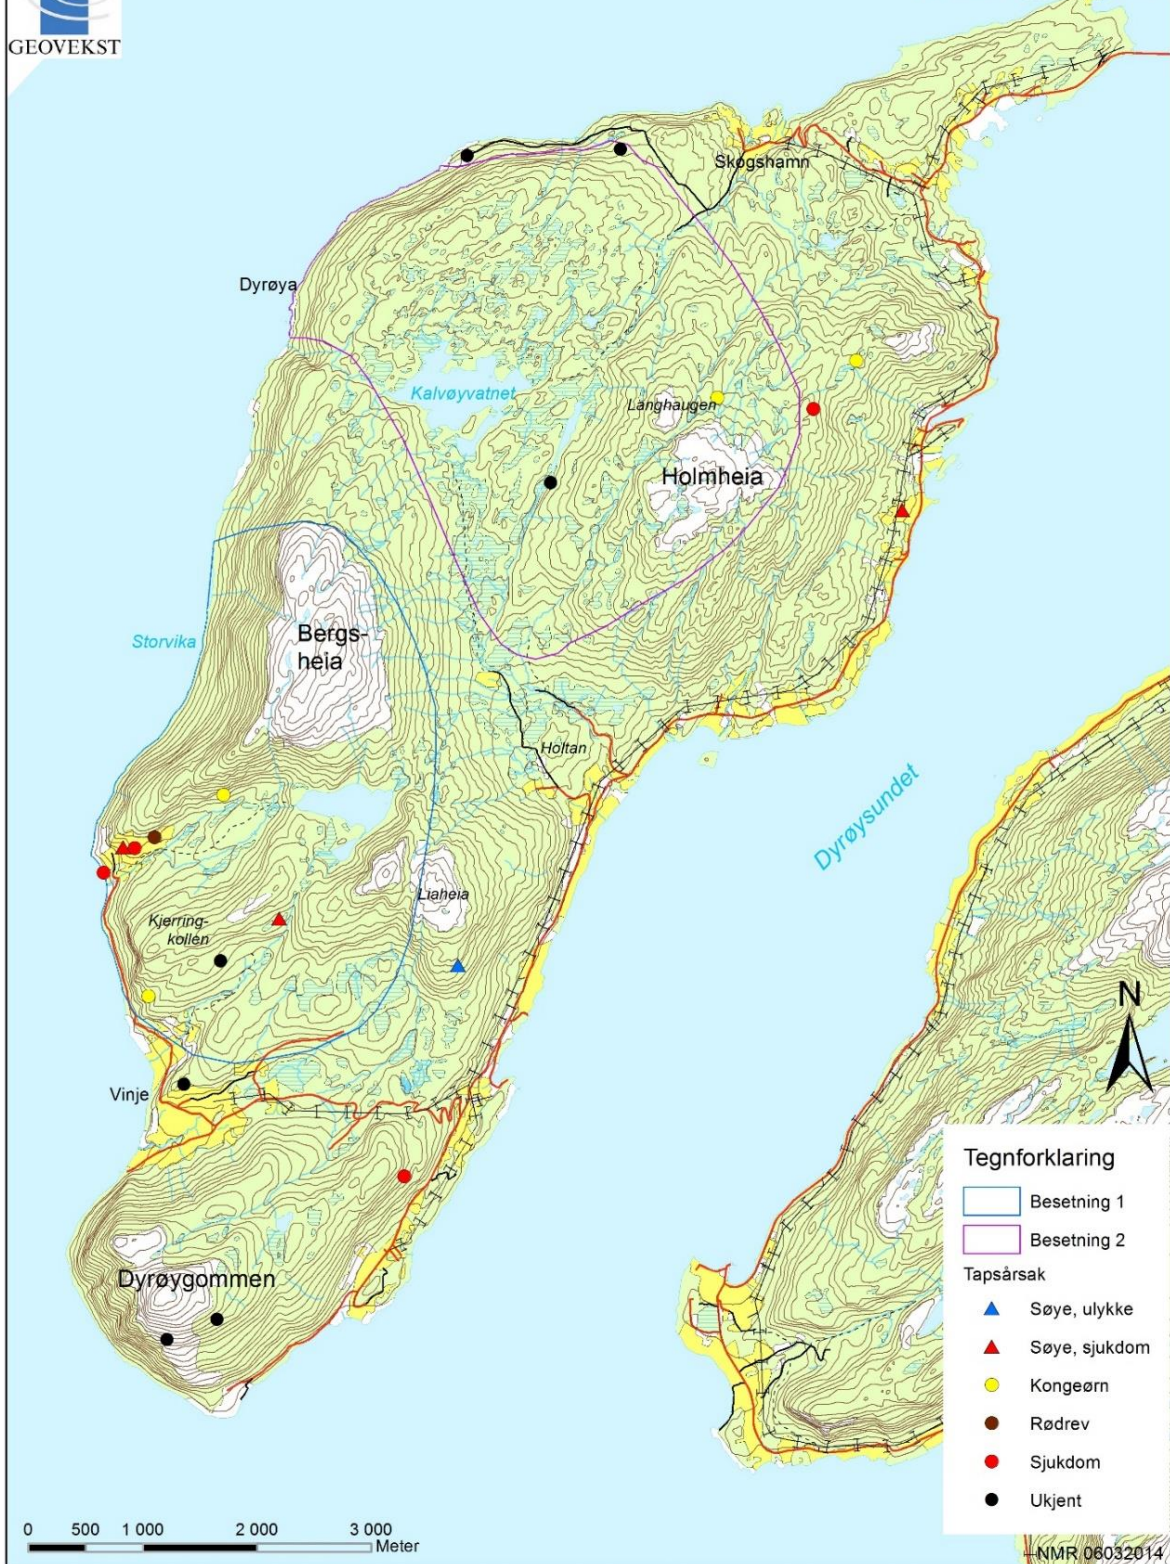 GEOVEKST
Skogshamn
Dyrøya
Kalvøyvatnet
Langhaugen
Holmheia
Bergs-
heia
Storvika
Holtan
Dyrøysundet
Liaheia
Kjerring-
kollen
N
Vinje
Dyrøygommen
Tegnforklaring
Besetning 1
Besetning 2
Tapsårsak
Søye, ulykke
Søye, sjukdom
Kongeørn
Rødrev
Sjukdom
Ukjent
0 500 1 000 2 000 3 000
Meter
NMR 06032014